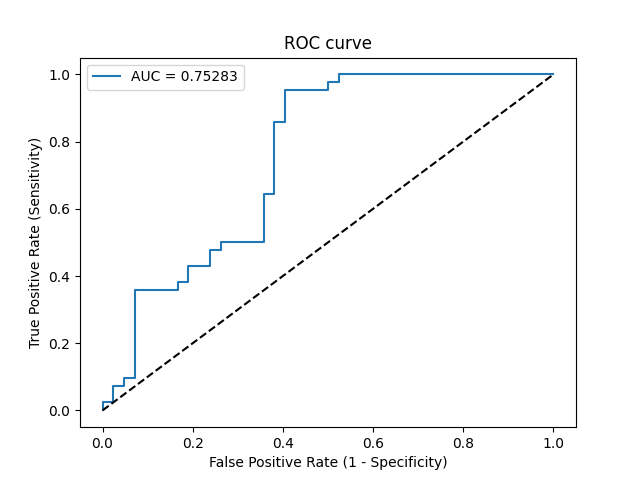 ROC curve
AUC = 0.75283
1.0
0.8
0.6
0.4
0.2
0.0
True Positive Rate (Sensitivity)
0.0 0.2 0.4 0.6 0.8 1.0
False Positive Rate (1 - Specificity)